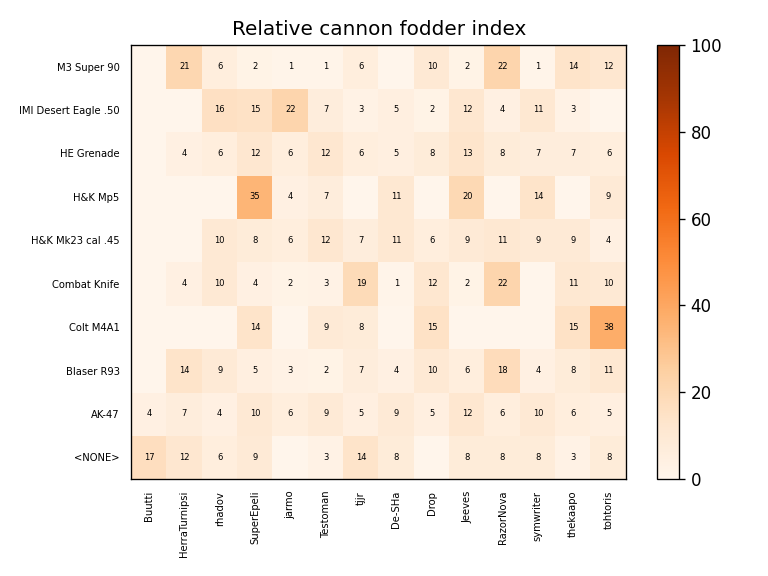 Relative cannon fodder index
M3 Super 90 21 6 2 1 1 6 10 2 22 1 14 12
IMI Desert Eagle .50 16 15 22 7 3 5 2 12 4 11 3
HE Grenade 4 6 12 6 12 6 5 8 13 8 7 7 6
H&K Mp5 35 4 7 11 20 14 9
H&K Mk23 cal .45 10 8 6 12 7 11 6 9 11 9 9 4
Combat Knife 4 10 4 2 3 19 1 12 2 22 11 10
Colt M4A1 14 9 8 15 15 38
Blaser R93 14 9 5 3 2 7 4 10 6 18 4 8 11
AK-47 4 7 4 10 6 9 5 9 5 12 6 10 6 5
<NONE> 17 12 6 9 3 14 8 8 8 8 3 8
Buutti HerraTurnipsi rhadov SuperEpeli jarmo Testoman tjjr De-SHa Drop Jeeves RazorNova symwriter thekaapo tohtoris
100
80
60
40
20
0